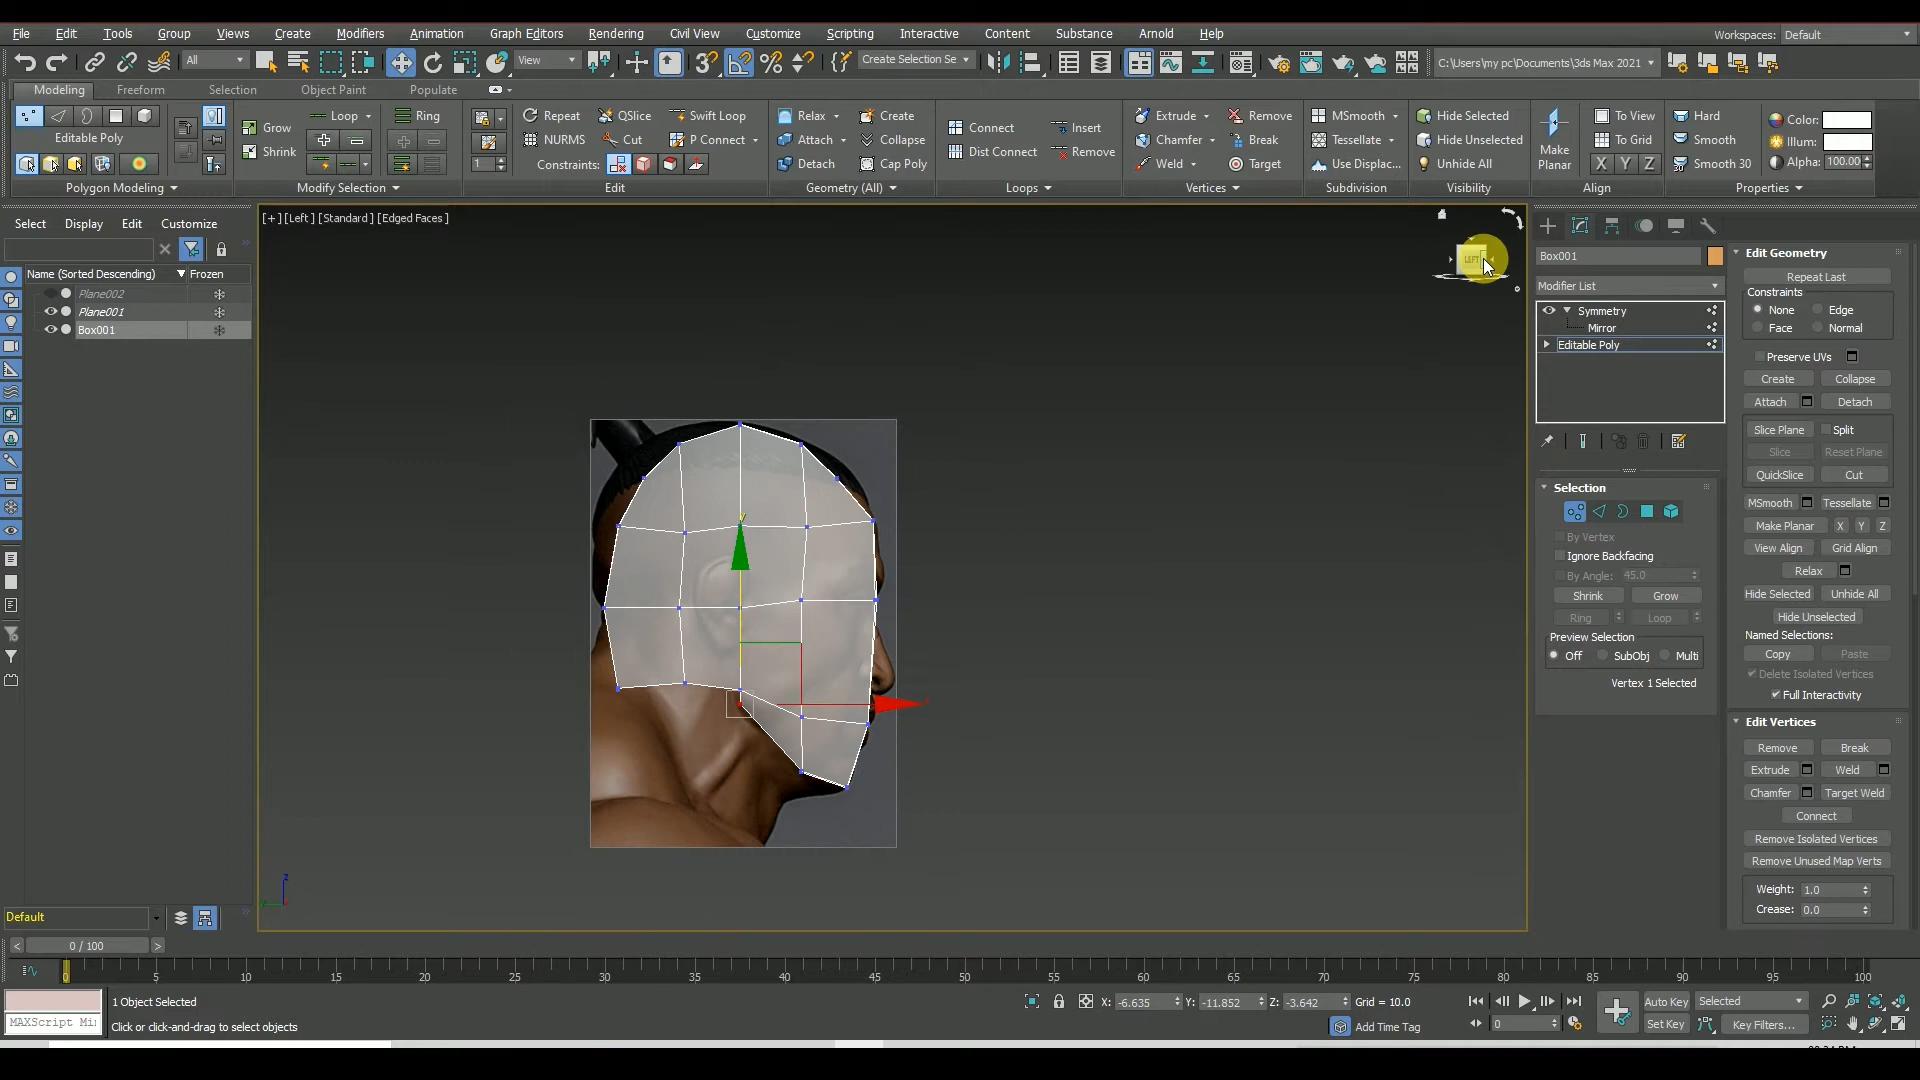 File Edit Tools Group Views Create Modifiers Animation Graph Editors Rendering Civil View Customize Scripting Interactive Content Substance Arnold Help Workspaces: Default
All View Create Selection Se C:\Users\my pc\Documents\3ds Max 2021
Modeling Freeform Selection Object Paint Populate
Editable Poly
Polygon Modeling
Grow
Shrink
Loop
Ring
Modify Selection
1
Repeat QSlice Swift Loop
NURMS Cut P Connect
Constraints:
Edit
Relax Create
Attach Collapse
Detach Cap Poly
Geometry (All)
Connect Insert
Dist Connect Remove
Loops
Extrude Remove
Chamfer Break
Weld Target
Vertices
MSmooth
Tessellate
Use Displac...
Subdivision
Hide Selected
Hide Unselected
Unhide All
Visibility
Make
Planar
To View
To Grid
X Y Z
Align
Hard
Smooth
Smooth 30
Color:
Illum:
Alpha: 100.00
Properties
Select Display Edit Customize
Name (Sorted Descending) Frozen
Plane002
Plane001
Box001
[+] [Left ] [Standard ] [Edged Faces ]
LEFT
y
z
Box001
Modifier List
Symmetry
Mirror
Editable Poly
Selection
By Vertex
Ignore Backfacing
By Angle: 45.0
Shrink Grow
Ring Loop
Preview Selection
Off SubObj Multi
Vertex 1 Selected
Edit Geometry
Repeat Last
Constraints
None Edge
Face Normal
Preserve UVs
Create Collapse
Attach Detach
Slice Plane Split
Slice Reset Plane
QuickSlice Cut
MSmooth Tessellate
Make Planar X Y Z
View Align Grid Align
Relax
Hide Selected Unhide All
Hide Unselected
Named Selections:
Copy Paste
Delete Isolated Vertices
Full Interactivity
Edit Vertices
Remove Break
Extrude Weld
Chamfer Target Weld
Connect
Remove Isolated Vertices
Remove Unused Map Verts
Weight: 1.0
Crease: 0.0
Default
< 0 / 100 >
0 5 10 15 20 25 30 35 40 45 50 55 60 65 70 75 80 85 90 95 100
1 Object Selected
MAXScript Mi
Click or click-and-drag to select objects
X: -6.635 Y: -11.852 Z: -3.642 Grid = 10.0
Add Time Tag
0
Auto Key Selected
Set Key Key Filters...